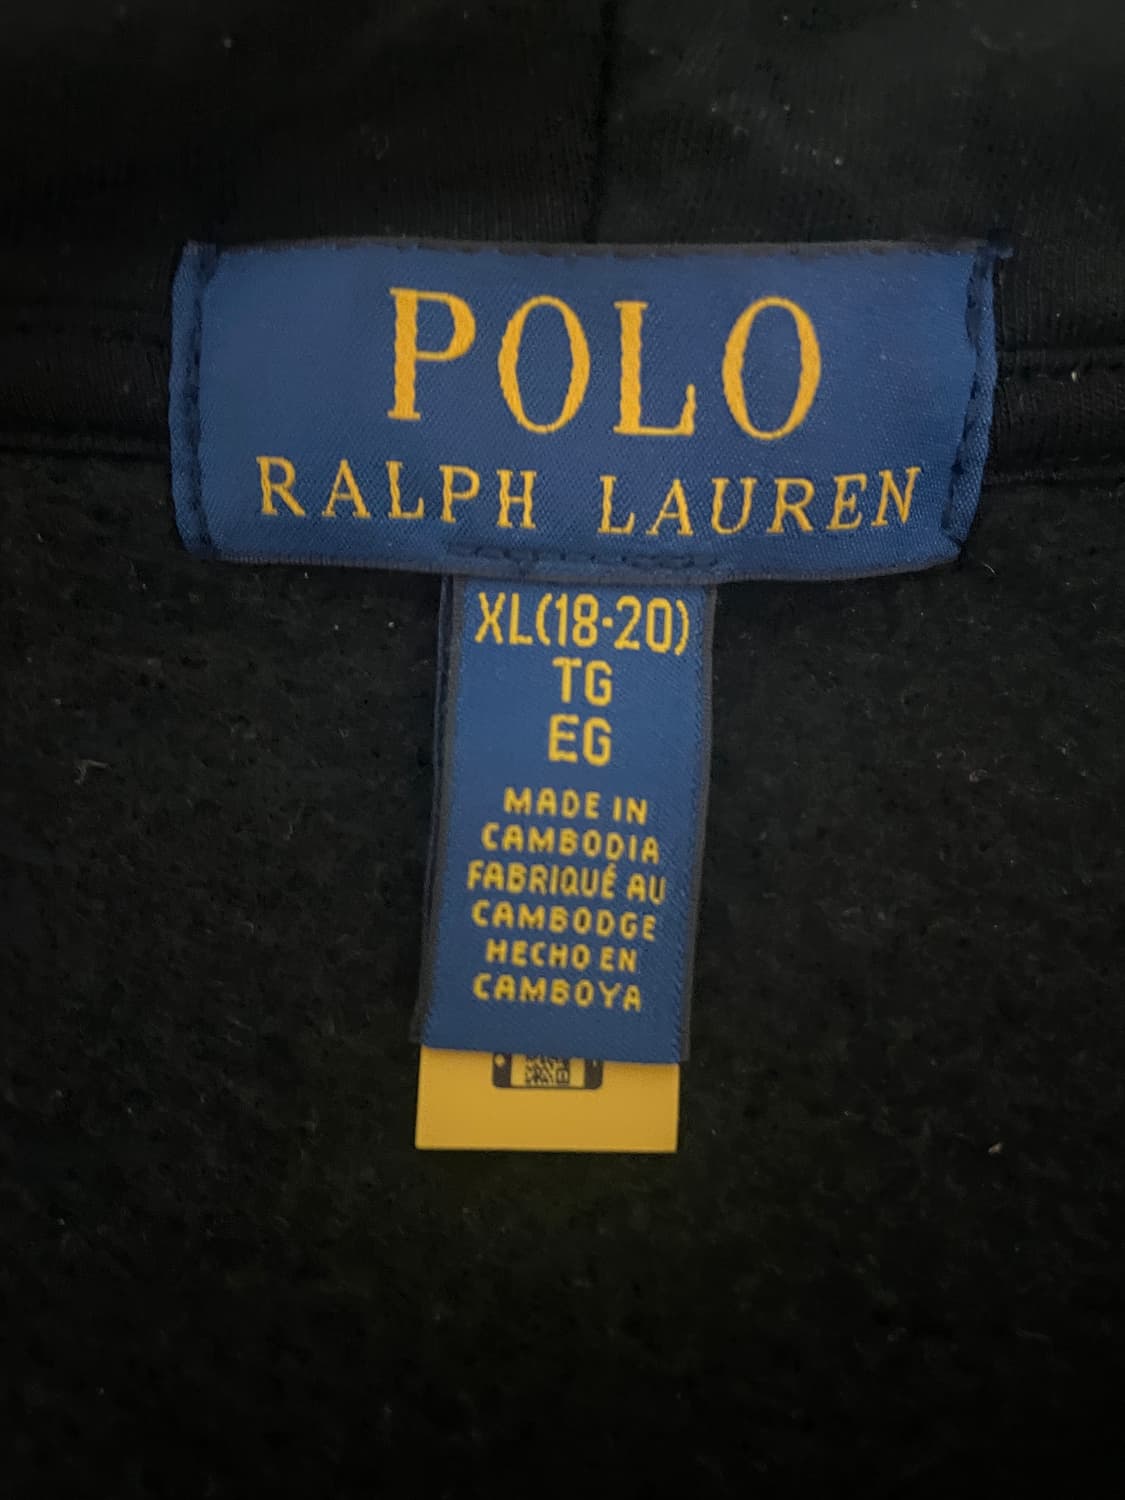 POLO
RALPH LAUREN
XL(18-20)
TG
EG
MADE IN
CAMBODIA
FABRIQUÉ AU
CAMBODGE
HECHO EN
CAMBOYA